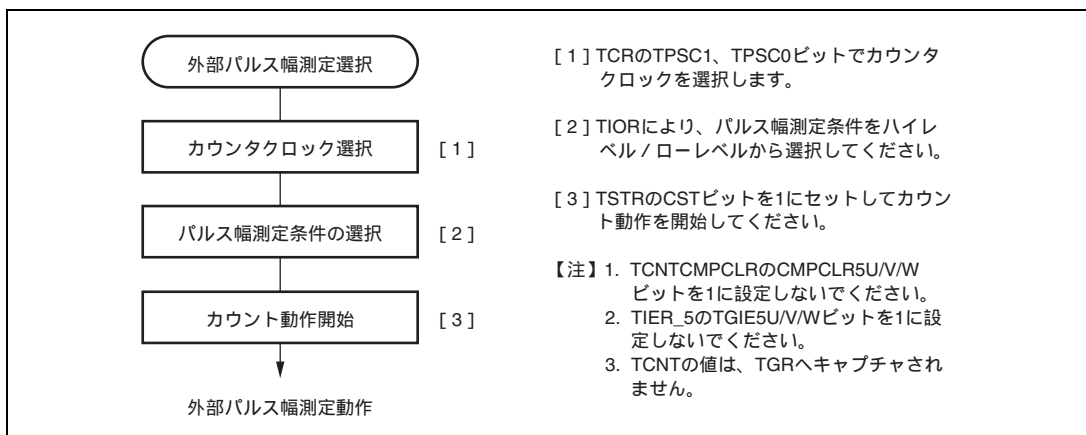 外部パルス幅測定選択
カウンタクロック選択
[ 1 ]
パルス幅測定条件の選択
[ 2 ]
カウント動作開始
[ 3 ]
外部パルス幅測定動作
[ 1 ] TCRのTPSC1、TPSC0ビットでカウンタ
クロックを選択します。
[ 2 ] TIORにより、パルス幅測定条件をハイレ
ベル / ローレベルから選択してください。
[ 3 ] TSTRのCSTビットを1にセットしてカウン
ト動作を開始してください。
【注】1. TCNTCMPCLRのCMPCLR5U/V/W
ビットを1に設定しないでください。
2. TIER_5のTGIE5U/V/Wビットを1に設
定しないでください。
3. TCNTの値は、TGRへキャプチャされ
ません。